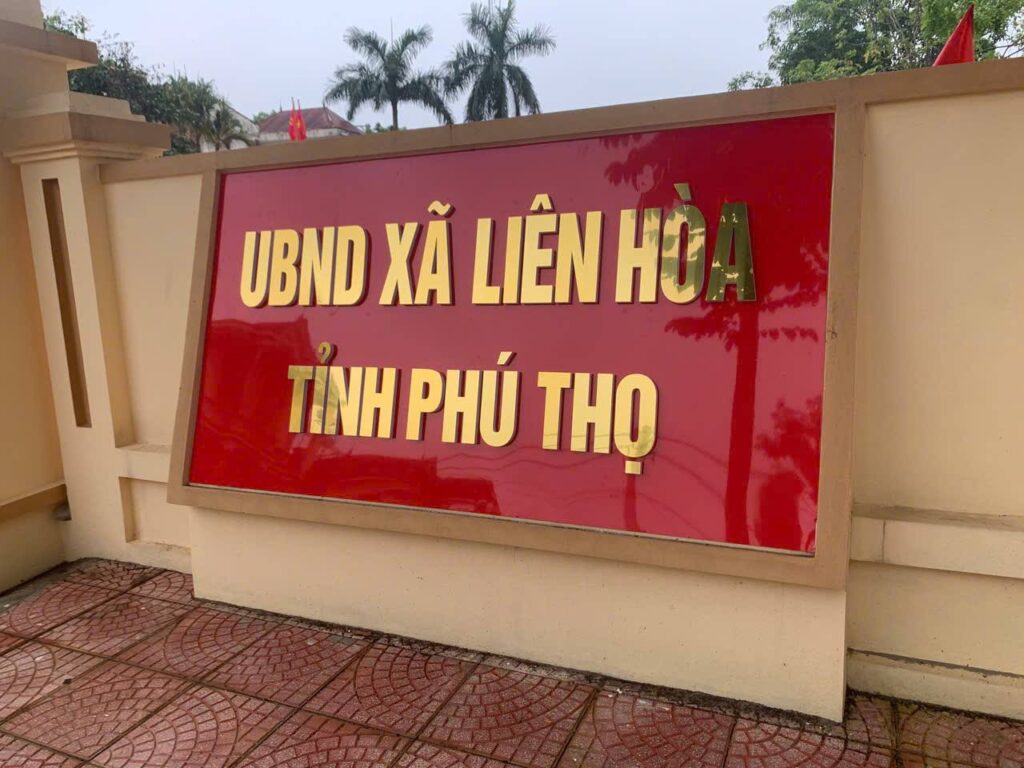 UBND XÃ LIÊN HÒA
TỈNH PHÚ THỌ